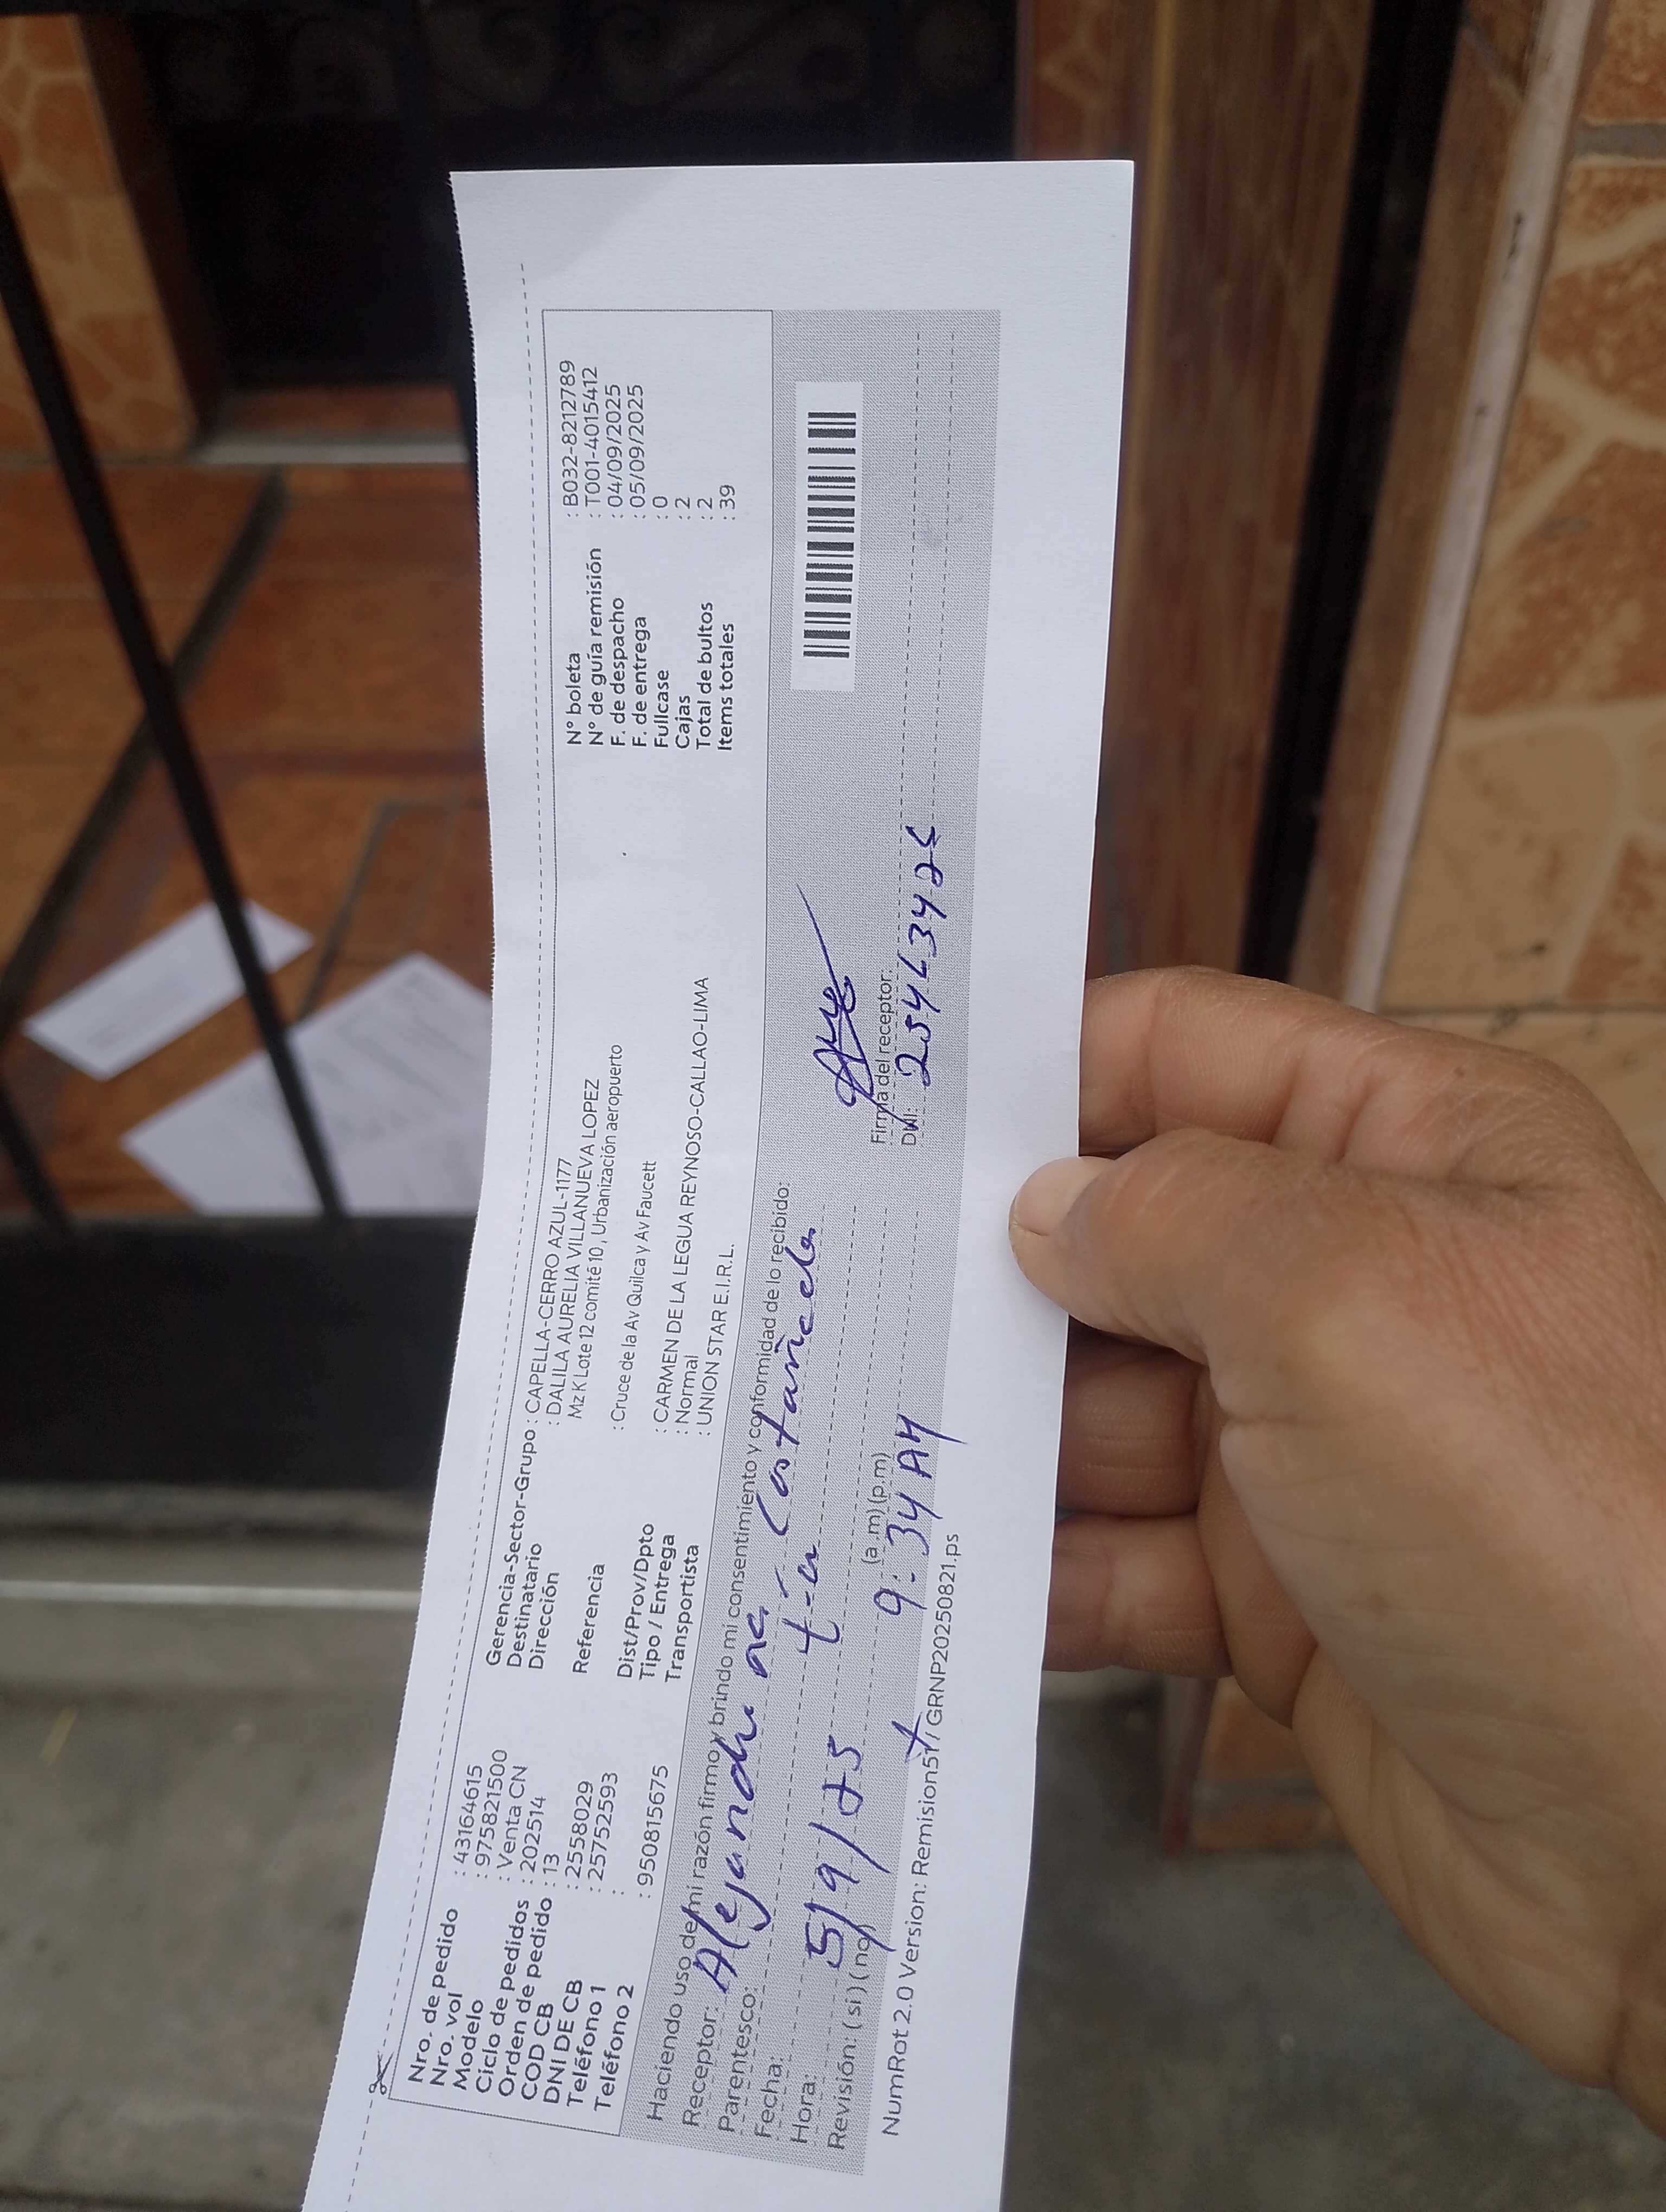 Nro. de pedido : 43164615
Nro. vol : 975821500
Modelo : Venta CN
Ciclo de pedidos : 202514
Orden de pedido : 13
COD CB : 25580​29
DNI DE CB : 25752593
Teléfono 1 :
Teléfono 2 : 950815675
Gerencia-Sector-Grupo : CAPELLA-CERRO AZUL-1177
Destinatario : DALILA AURELIA VILLANUEVA LOPEZ
Dirección Mz K Lote 12 comité 10 , Urbanización aeropuerto
Referencia : Cruce de la Av Quilca y Av Faucett
Dist/Prov/Dpto : CARMEN DE LA LEGUA REYNOSO-CALLAO-LIMA
Tipo / Entrega : Normal
Transportista : UNION STAR E.I.R.L.
N° boleta : B032-8212789
N° de guía remisión : T001-4015412
F. de despacho : 04/09/2025
F. de entrega : 05/09/2025
Fullcase : 0
Cajas : 2
Total de bultos : 2
Items totales : 39
Haciendo uso de mi razón firmo y brindo mi consentimiento y conformidad de lo recibido:
Receptor: Alejandrina Castañeda
Parentesco:
Fecha: 5/9/25
Hora: 9:34 AM (a.m) (p.m)
Revisión: (si) (no)
Firma del receptor:
DNI:
NumRot 2.0 Version: Remision51/ GRNP20250821.ps